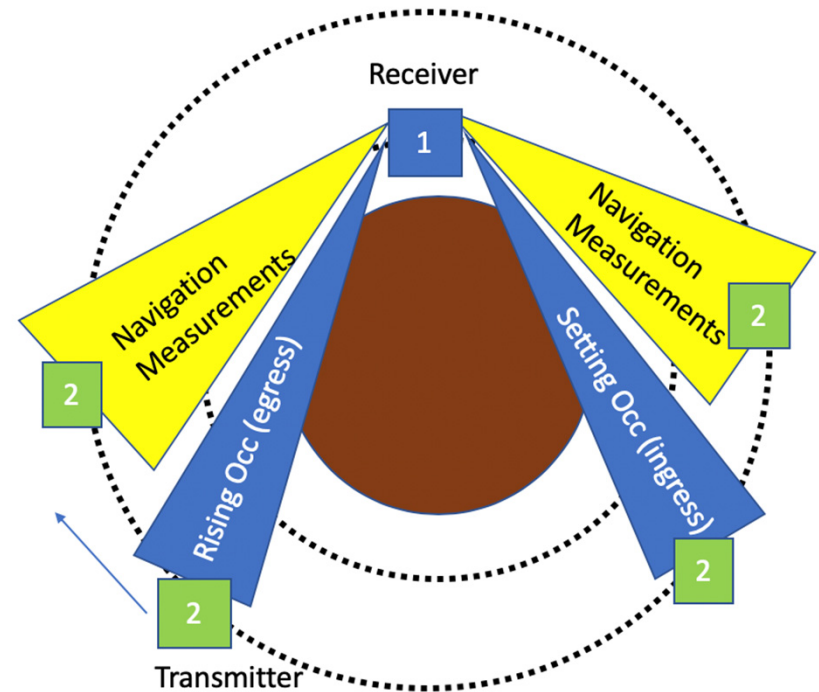 Receiver
1
Navigation
Measurements
Navigation
Measurements
2
2
Rising Occ (egress)
Setting Occ (ingress)
2
2
Transmitter